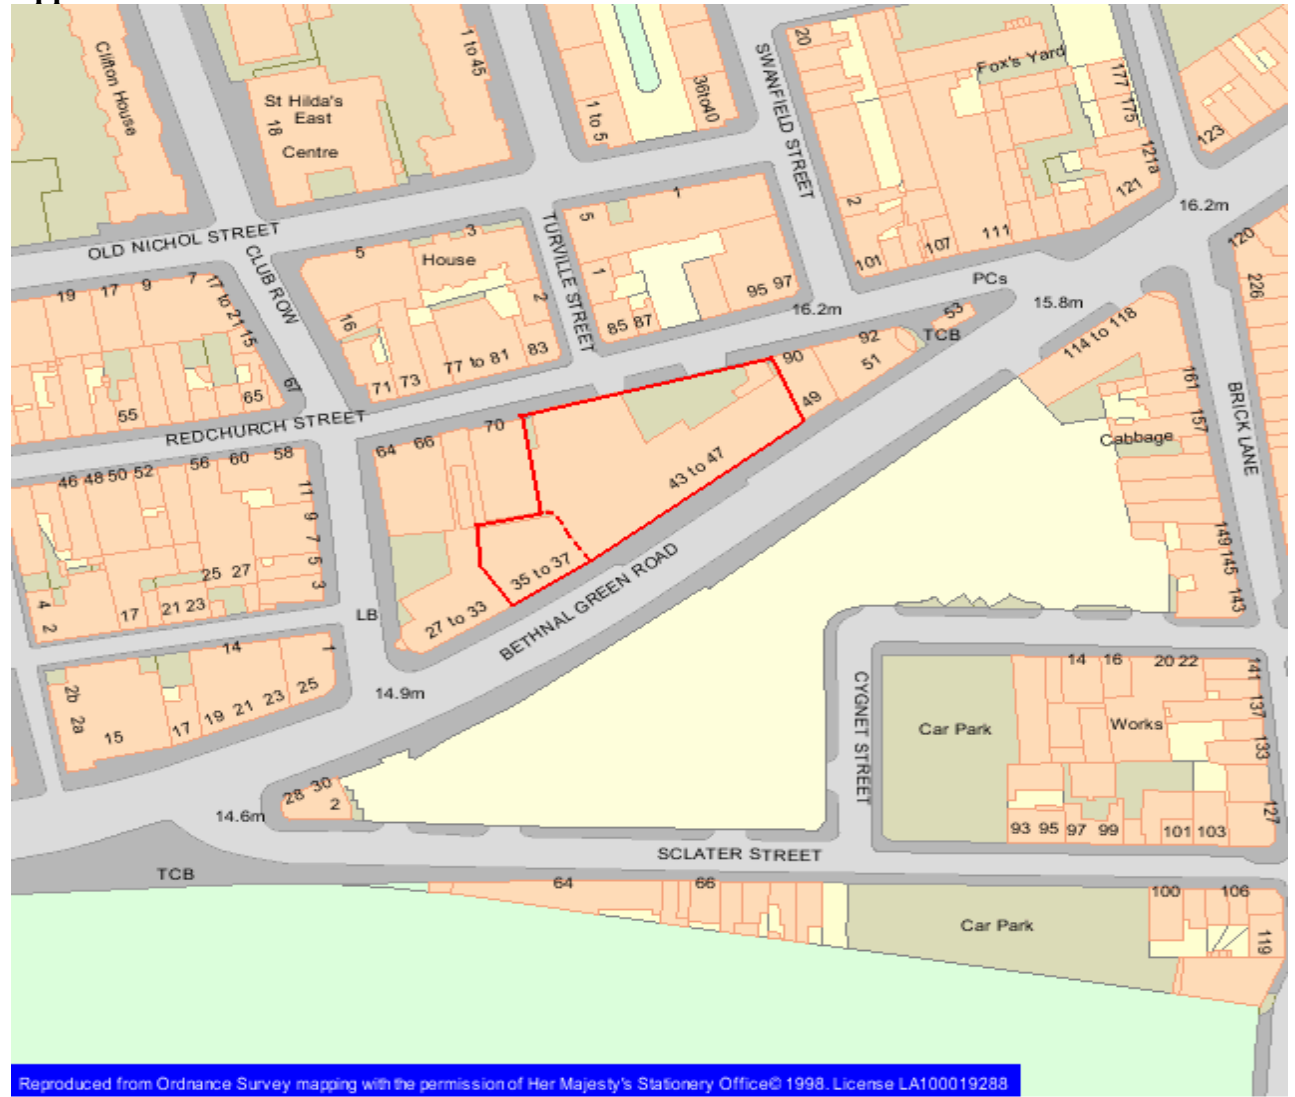 Clifton House
St Hilda's
East
Centre
18
1 to 45
1 to 5
36to40
SWANFIELD STREET
20
Fox's Yard
177
175
121a
121
123
16.2m
2
101
107
111
PCs
OLD NICHOL STREET
CLUB ROW
5
3
House
16
2
71 73
77 to 81
83
TURVILLE STREET
5
1
1
85 87
95 97
16.2m
15.8m
120
226
19
17
9
7
17 to 21
15
67
55
65
REDCHURCH STREET
53
TCB
92
51
90
49
114 to 118
161
157
Cabbage
BRICK LANE
149
145
143
64
66
70
43 to 47
35 to 37
27 to 33
BETHNAL GREEN ROAD
46 48 50 52
56
60
58
11
9
7
5
3
25 27
21 23
17
4
2
LB
14
1
2b
2a
15
17
19
21
23
25
14.9m
28 30
2
14.6m
CYGNET STREET
Car Park
14
16
20 22
Works
141
137
133
127
93 95 97 99
101 103
SCLATER STREET
TCB
64
66
Car Park
100
106
119
Reproduced from Ordnance Survey mapping with the permission of Her Majesty's Stationery Office© 1998. License LA100019288